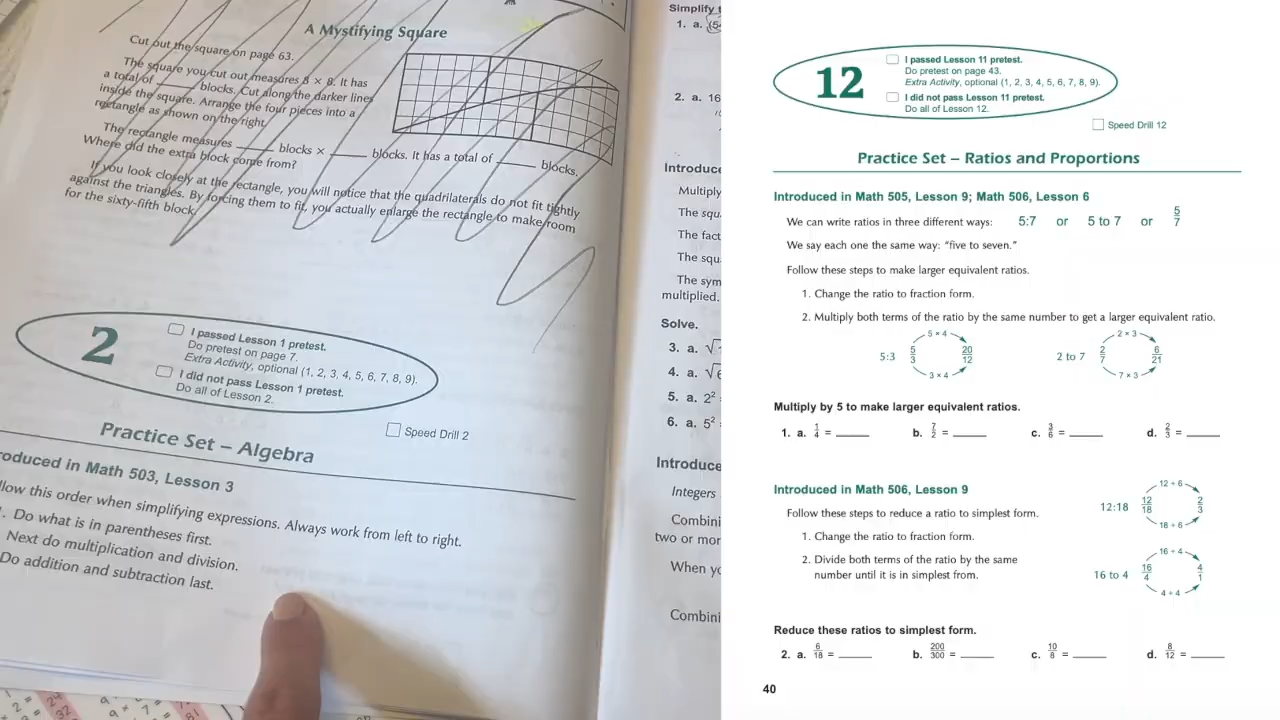 A Mystifying Square
Cut out the square on page 63.
The square you cut out measures 8 × 8. It has
a total of ______ blocks. Cut along the darker lines
inside the square. Arrange the four pieces into a
rectangle as shown on the right.
The rectangle measures ______ blocks × ______ blocks. It has a total of ______ blocks.
Where did the extra block come from?
If you look closely at the rectangle, you will notice that the quadrilaterals do not fit tightly
against the triangles. By forcing them to fit, you actually enlarge the rectangle to make room
for the sixty-fifth block.
2
I passed Lesson 1 pretest.
Do pretest on page 7.
Extra Activity, optional (1, 2, 3, 4, 5, 6, 7, 8, 9).
I did not pass Lesson 1 pretest.
Do all of Lesson 2.
Speed Drill 2
Practice Set – Algebra
roduced in Math 503, Lesson 3
low this order when simplifying expressions. Always work from left to right.
. Do what is in parentheses first.
Next do multiplication and division.
Do addition and subtraction last.
Simplify
1. a. (5
2. a. 16
Introduce
Multiply
The squ
The fact
The squ
The sym
multiplied.
Solve.
3. a. √
4. a. √
5. a. 2²
6. a. 5²
Introduce
Integers
Combini
two or mor
When yo
Combini
12
I passed Lesson 11 pretest.
Do pretest on page 43.
Extra Activity, optional (1, 2, 3, 4, 5, 6, 7, 8, 9).
I did not pass Lesson 11 pretest.
Do all of Lesson 12.
Speed Drill 12
Practice Set – Ratios and Proportions
Introduced in Math 505, Lesson 9; Math 506, Lesson 6
We can write ratios in three different ways: 5:7 or 5 to 7 or 5/7
We say each one the same way: “five to seven.”
Follow these steps to make larger equivalent ratios.
1. Change the ratio to fraction form.
2. Multiply both terms of the ratio by the same number to get a larger equivalent ratio.
5 × 4 2 × 3
5:3 5/3 20/12 2 to 7 2/7 6/21
3 × 4 7 × 3
Multiply by 5 to make larger equivalent ratios.
1. a. 1/4 = ______ b. 7/2 = ______ c. 3/6 = ______ d. 2/3 = ______
Introduced in Math 506, Lesson 9
Follow these steps to reduce a ratio to simplest form.
1. Change the ratio to fraction form.
2. Divide both terms of the ratio by the same
number until it is in simplest from.
12 ÷ 6
12:18 12/18 2/3
18 ÷ 6
16 ÷ 4
16 to 4 16/4 4/1
4 ÷ 4
Reduce these ratios to simplest form.
2. a. 6/18 = ______ b. 200/300 = ______ c. 10/8 = ______ d. 8/12 = ______
40